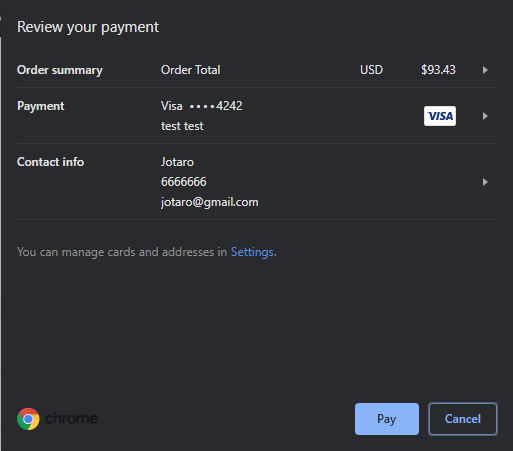 Review your payment
Order summary Order Total USD $93.43
Payment Visa ••••4242
test test
VISA
Contact info Jotaro
6666666
jotaro@gmail.com
You can manage cards and addresses in Settings.
chrome Pay Cancel